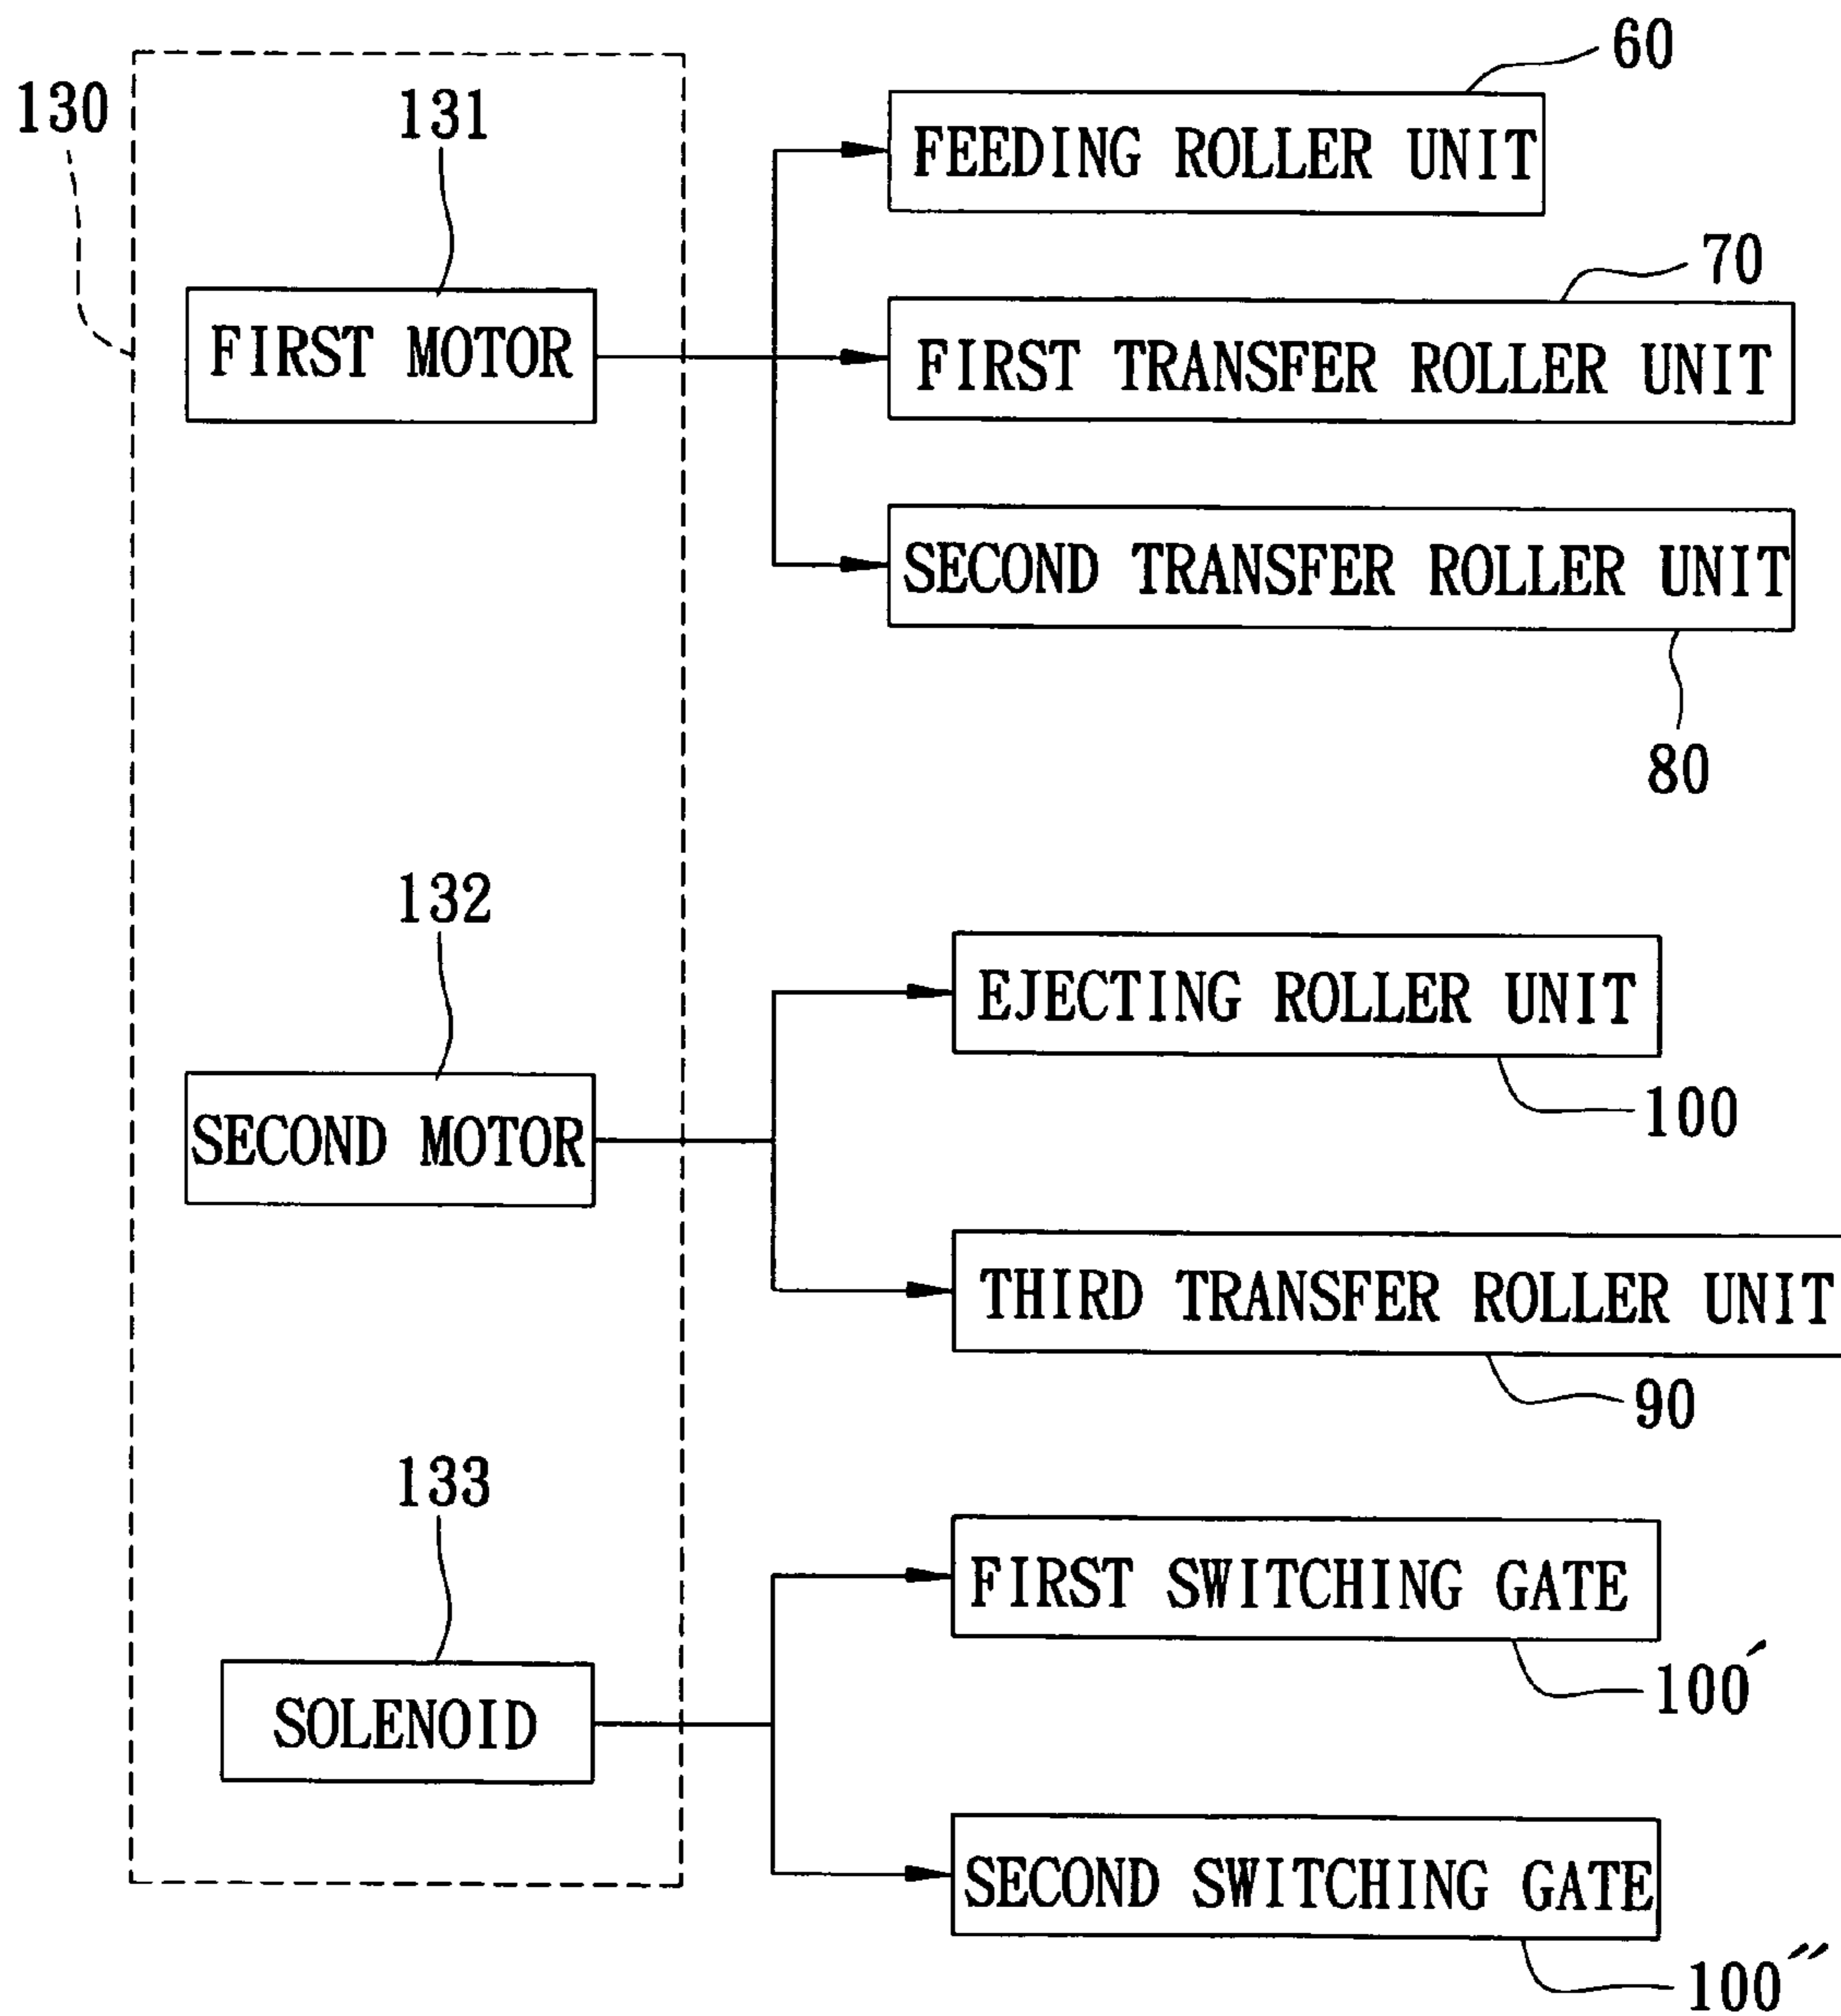 60
130
131
FEEDING ROLLER UNIT
70
FIRST MOTOR
FIRST TRANSFER ROLLER UNIT
SECOND TRANSFER ROLLER UNIT
80
132
EJECTING ROLLER UNIT
100
SECOND MOTOR
THIRD TRANSFER ROLLER UNIT
90
133
FIRST SWITCHING GATE
100′
SOLENOID
SECOND SWITCHING GATE
100″